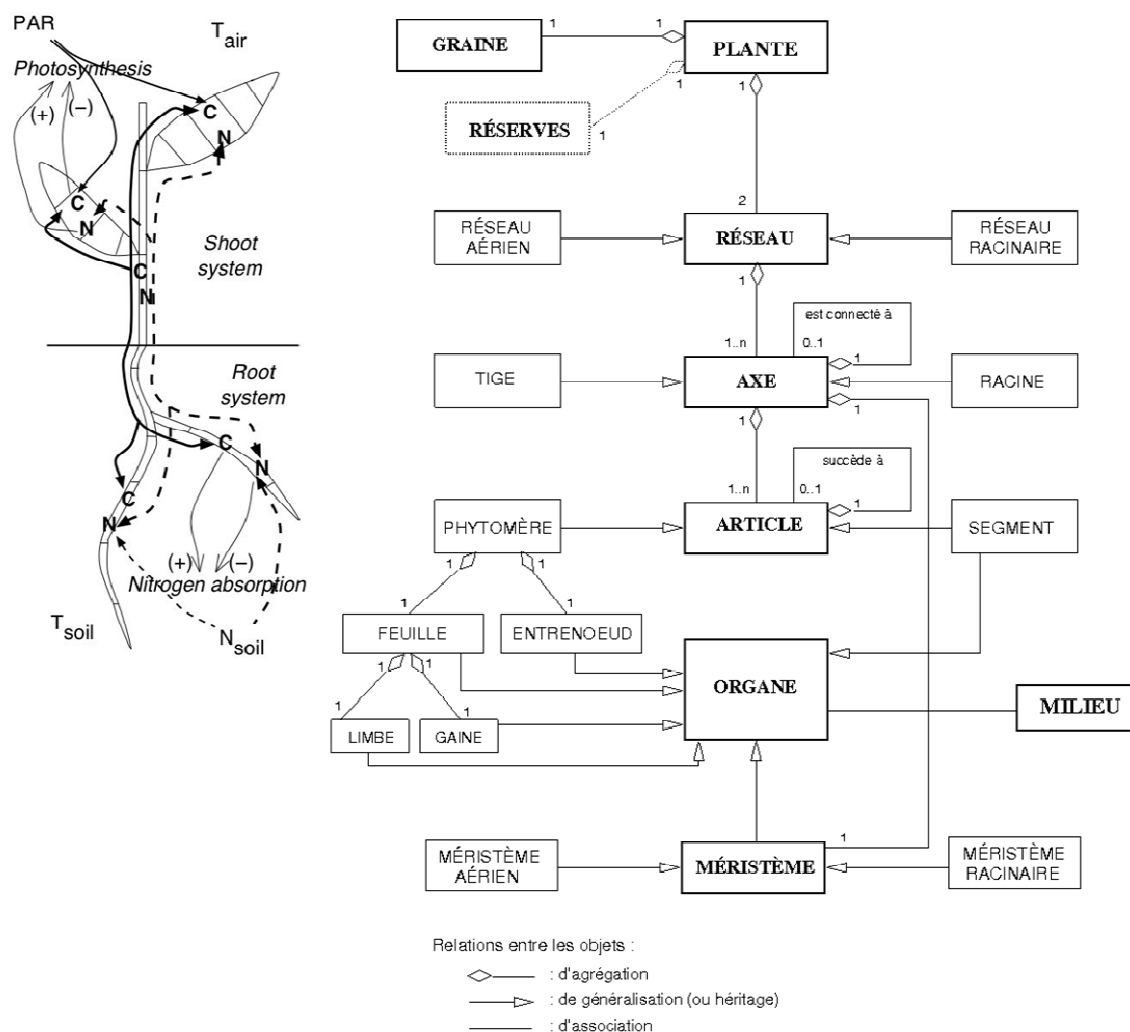 PAR
T air
Photosynthesis
(+)
(–)
C
N
C
N
C
N
Shoot
system
Root
system
C
N
C
N
(+)
(–)
Nitrogen absorption
T soil
N soil
GRAINE
1
1
PLANTE
1
1
RÉSERVES
1
2
RÉSEAU
AÉRIEN
RÉSEAU
RÉSEAU
RACINAIRE
1
est connecté à
1..n
0..1
1
TIGE
AXE
RACINE
1
1
succède à
1..n
0..1
1
PHYTOMÈRE
ARTICLE
SEGMENT
1
1
1
1
FEUILLE
ENTRENOEUD
1
1
ORGANE
MILIEU
1
1
LIMBE
GAINE
1
MÉRISTÈME
AÉRIEN
MÉRISTÈME
MÉRISTÈME
RACINAIRE
Relations entre les objets :
: d'agrégation
: de généralisation (ou héritage)
: d'association